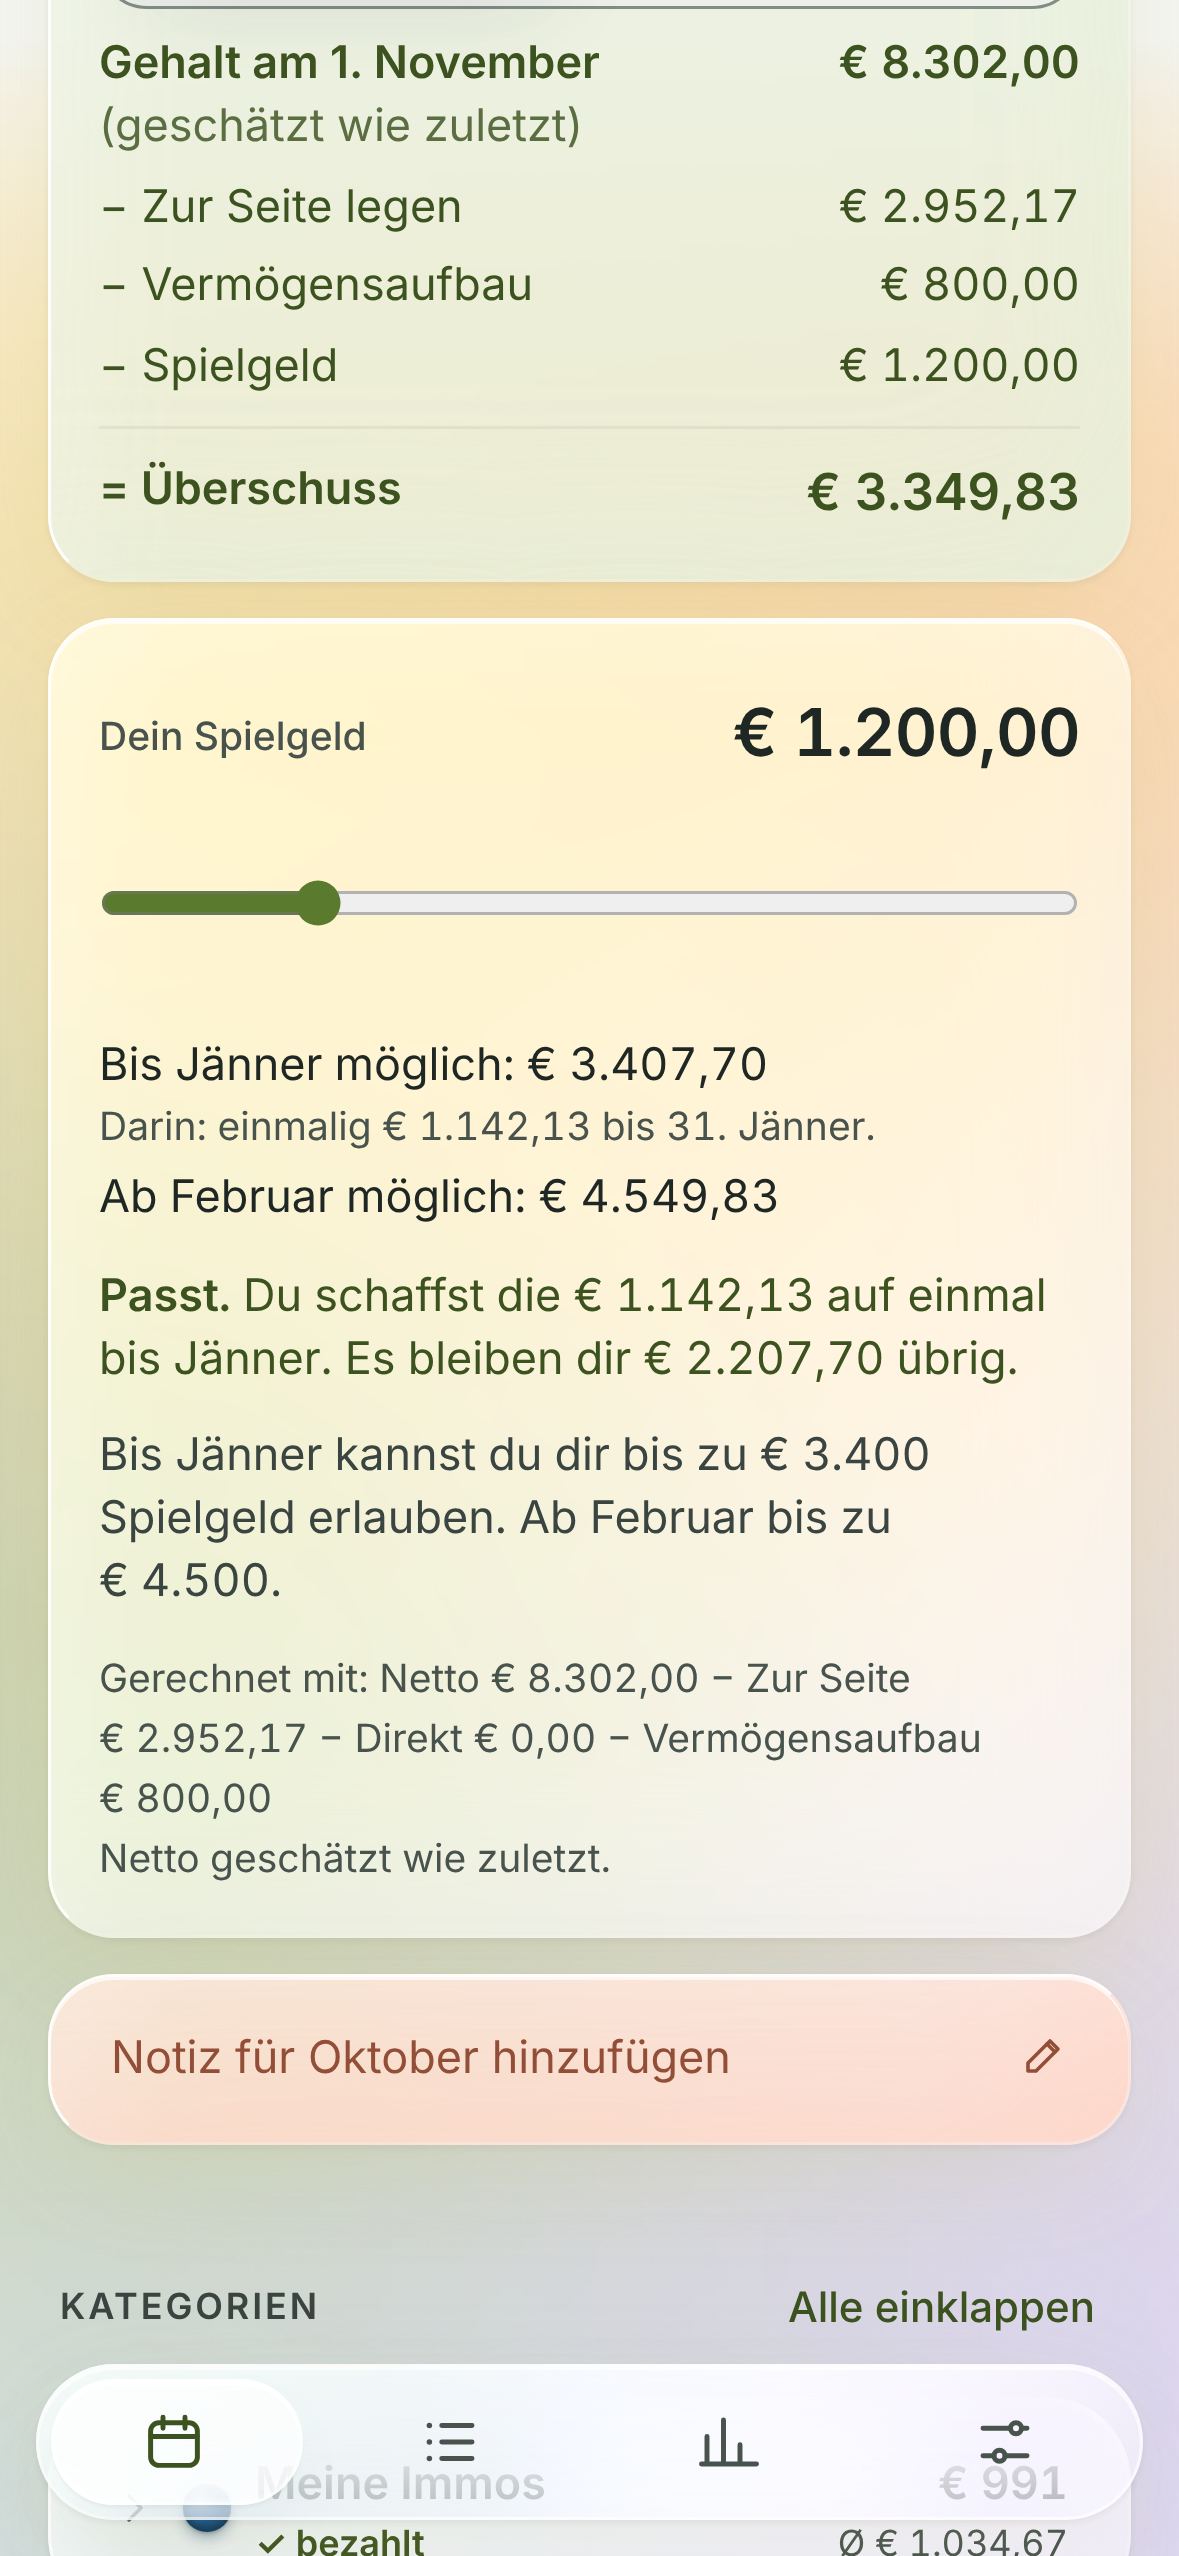 Gehalt am 1. November € 8.302,00
(geschätzt wie zuletzt)
− Zur Seite legen € 2.952,17
− Vermögensaufbau € 800,00
− Spielgeld € 1.200,00
= Überschuss € 3.349,83
Dein Spielgeld € 1.200,00
Bis Jänner möglich: € 3.407,70
Darin: einmalig € 1.142,13 bis 31. Jänner.
Ab Februar möglich: € 4.549,83
Passt. Du schaffst die € 1.142,13 auf einmal
bis Jänner. Es bleiben dir € 2.207,70 übrig.
Bis Jänner kannst du dir bis zu € 3.400
Spielgeld erlauben. Ab Februar bis zu
€ 4.500.
Gerechnet mit: Netto € 8.302,00 − Zur Seite
€ 2.952,17 − Direkt € 0,00 − Vermögensaufbau
€ 800,00
Netto geschätzt wie zuletzt.
Notiz für Oktober hinzufügen
KATEGORIEN Alle einklappen
Meine Immos € 991
✓ bezahlt Ø € 1.034,67